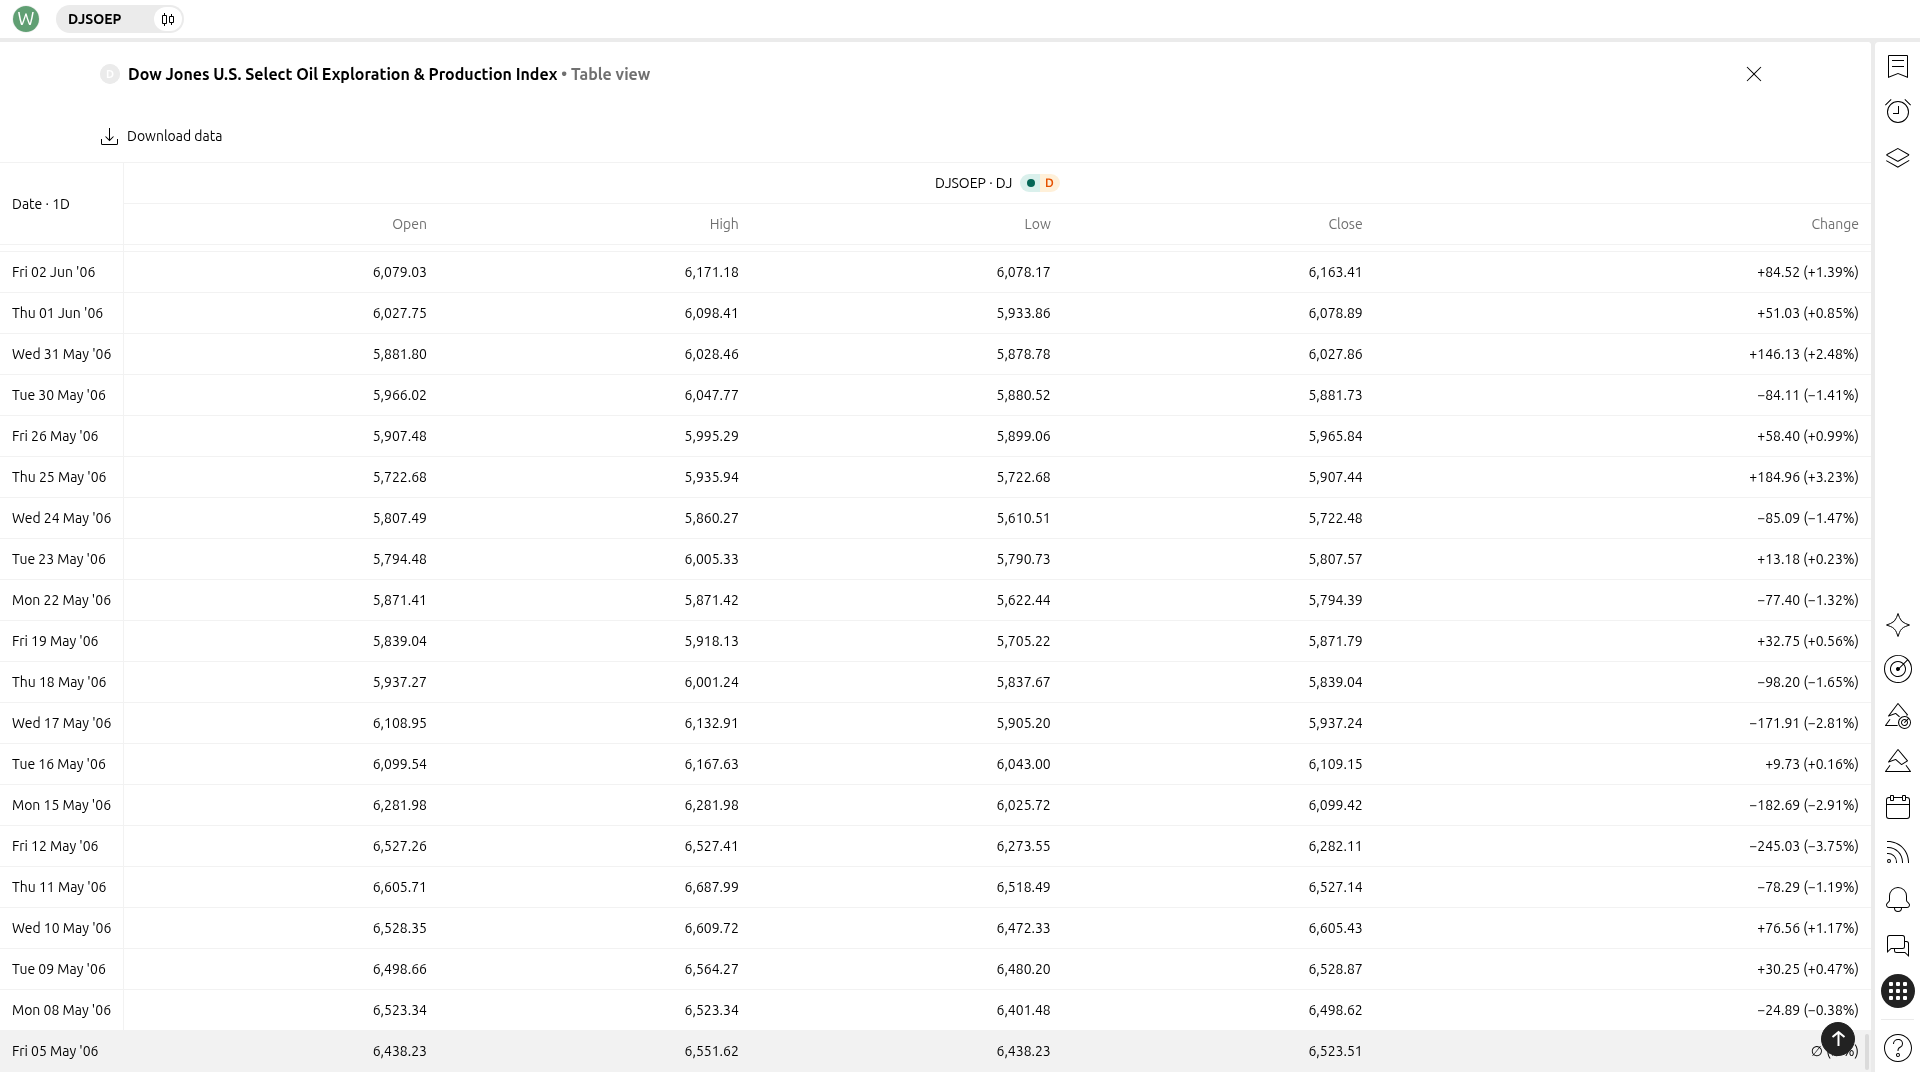 W
DJSOEP
D
Dow Jones U.S. Select Oil Exploration & Production Index • Table view
Download data
Date · 1D
DJSOEP · DJ D
Open High Low Close Change
Fri 02 Jun '06 6,079.03 6,171.18 6,078.17 6,163.41 +84.52 (+1.39%)
Thu 01 Jun '06 6,027.75 6,098.41 5,933.86 6,078.89 +51.03 (+0.85%)
Wed 31 May '06 5,881.80 6,028.46 5,878.78 6,027.86 +146.13 (+2.48%)
Tue 30 May '06 5,966.02 6,047.77 5,880.52 5,881.73 −84.11 (−1.41%)
Fri 26 May '06 5,907.48 5,995.29 5,899.06 5,965.84 +58.40 (+0.99%)
Thu 25 May '06 5,722.68 5,935.94 5,722.68 5,907.44 +184.96 (+3.23%)
Wed 24 May '06 5,807.49 5,860.27 5,610.51 5,722.48 −85.09 (−1.47%)
Tue 23 May '06 5,794.48 6,005.33 5,790.73 5,807.57 +13.18 (+0.23%)
Mon 22 May '06 5,871.41 5,871.42 5,622.44 5,794.39 −77.40 (−1.32%)
Fri 19 May '06 5,839.04 5,918.13 5,705.22 5,871.79 +32.75 (+0.56%)
Thu 18 May '06 5,937.27 6,001.24 5,837.67 5,839.04 −98.20 (−1.65%)
Wed 17 May '06 6,108.95 6,132.91 5,905.20 5,937.24 −171.91 (−2.81%)
Tue 16 May '06 6,099.54 6,167.63 6,043.00 6,109.15 +9.73 (+0.16%)
Mon 15 May '06 6,281.98 6,281.98 6,025.72 6,099.42 −182.69 (−2.91%)
Fri 12 May '06 6,527.26 6,527.41 6,273.55 6,282.11 −245.03 (−3.75%)
Thu 11 May '06 6,605.71 6,687.99 6,518.49 6,527.14 −78.29 (−1.19%)
Wed 10 May '06 6,528.35 6,609.72 6,472.33 6,605.43 +76.56 (+1.17%)
Tue 09 May '06 6,498.66 6,564.27 6,480.20 6,528.87 +30.25 (+0.47%)
Mon 08 May '06 6,523.34 6,523.34 6,401.48 6,498.62 −24.89 (−0.38%)
Fri 05 May '06 6,438.23 6,551.62 6,438.23 6,523.51 ∅